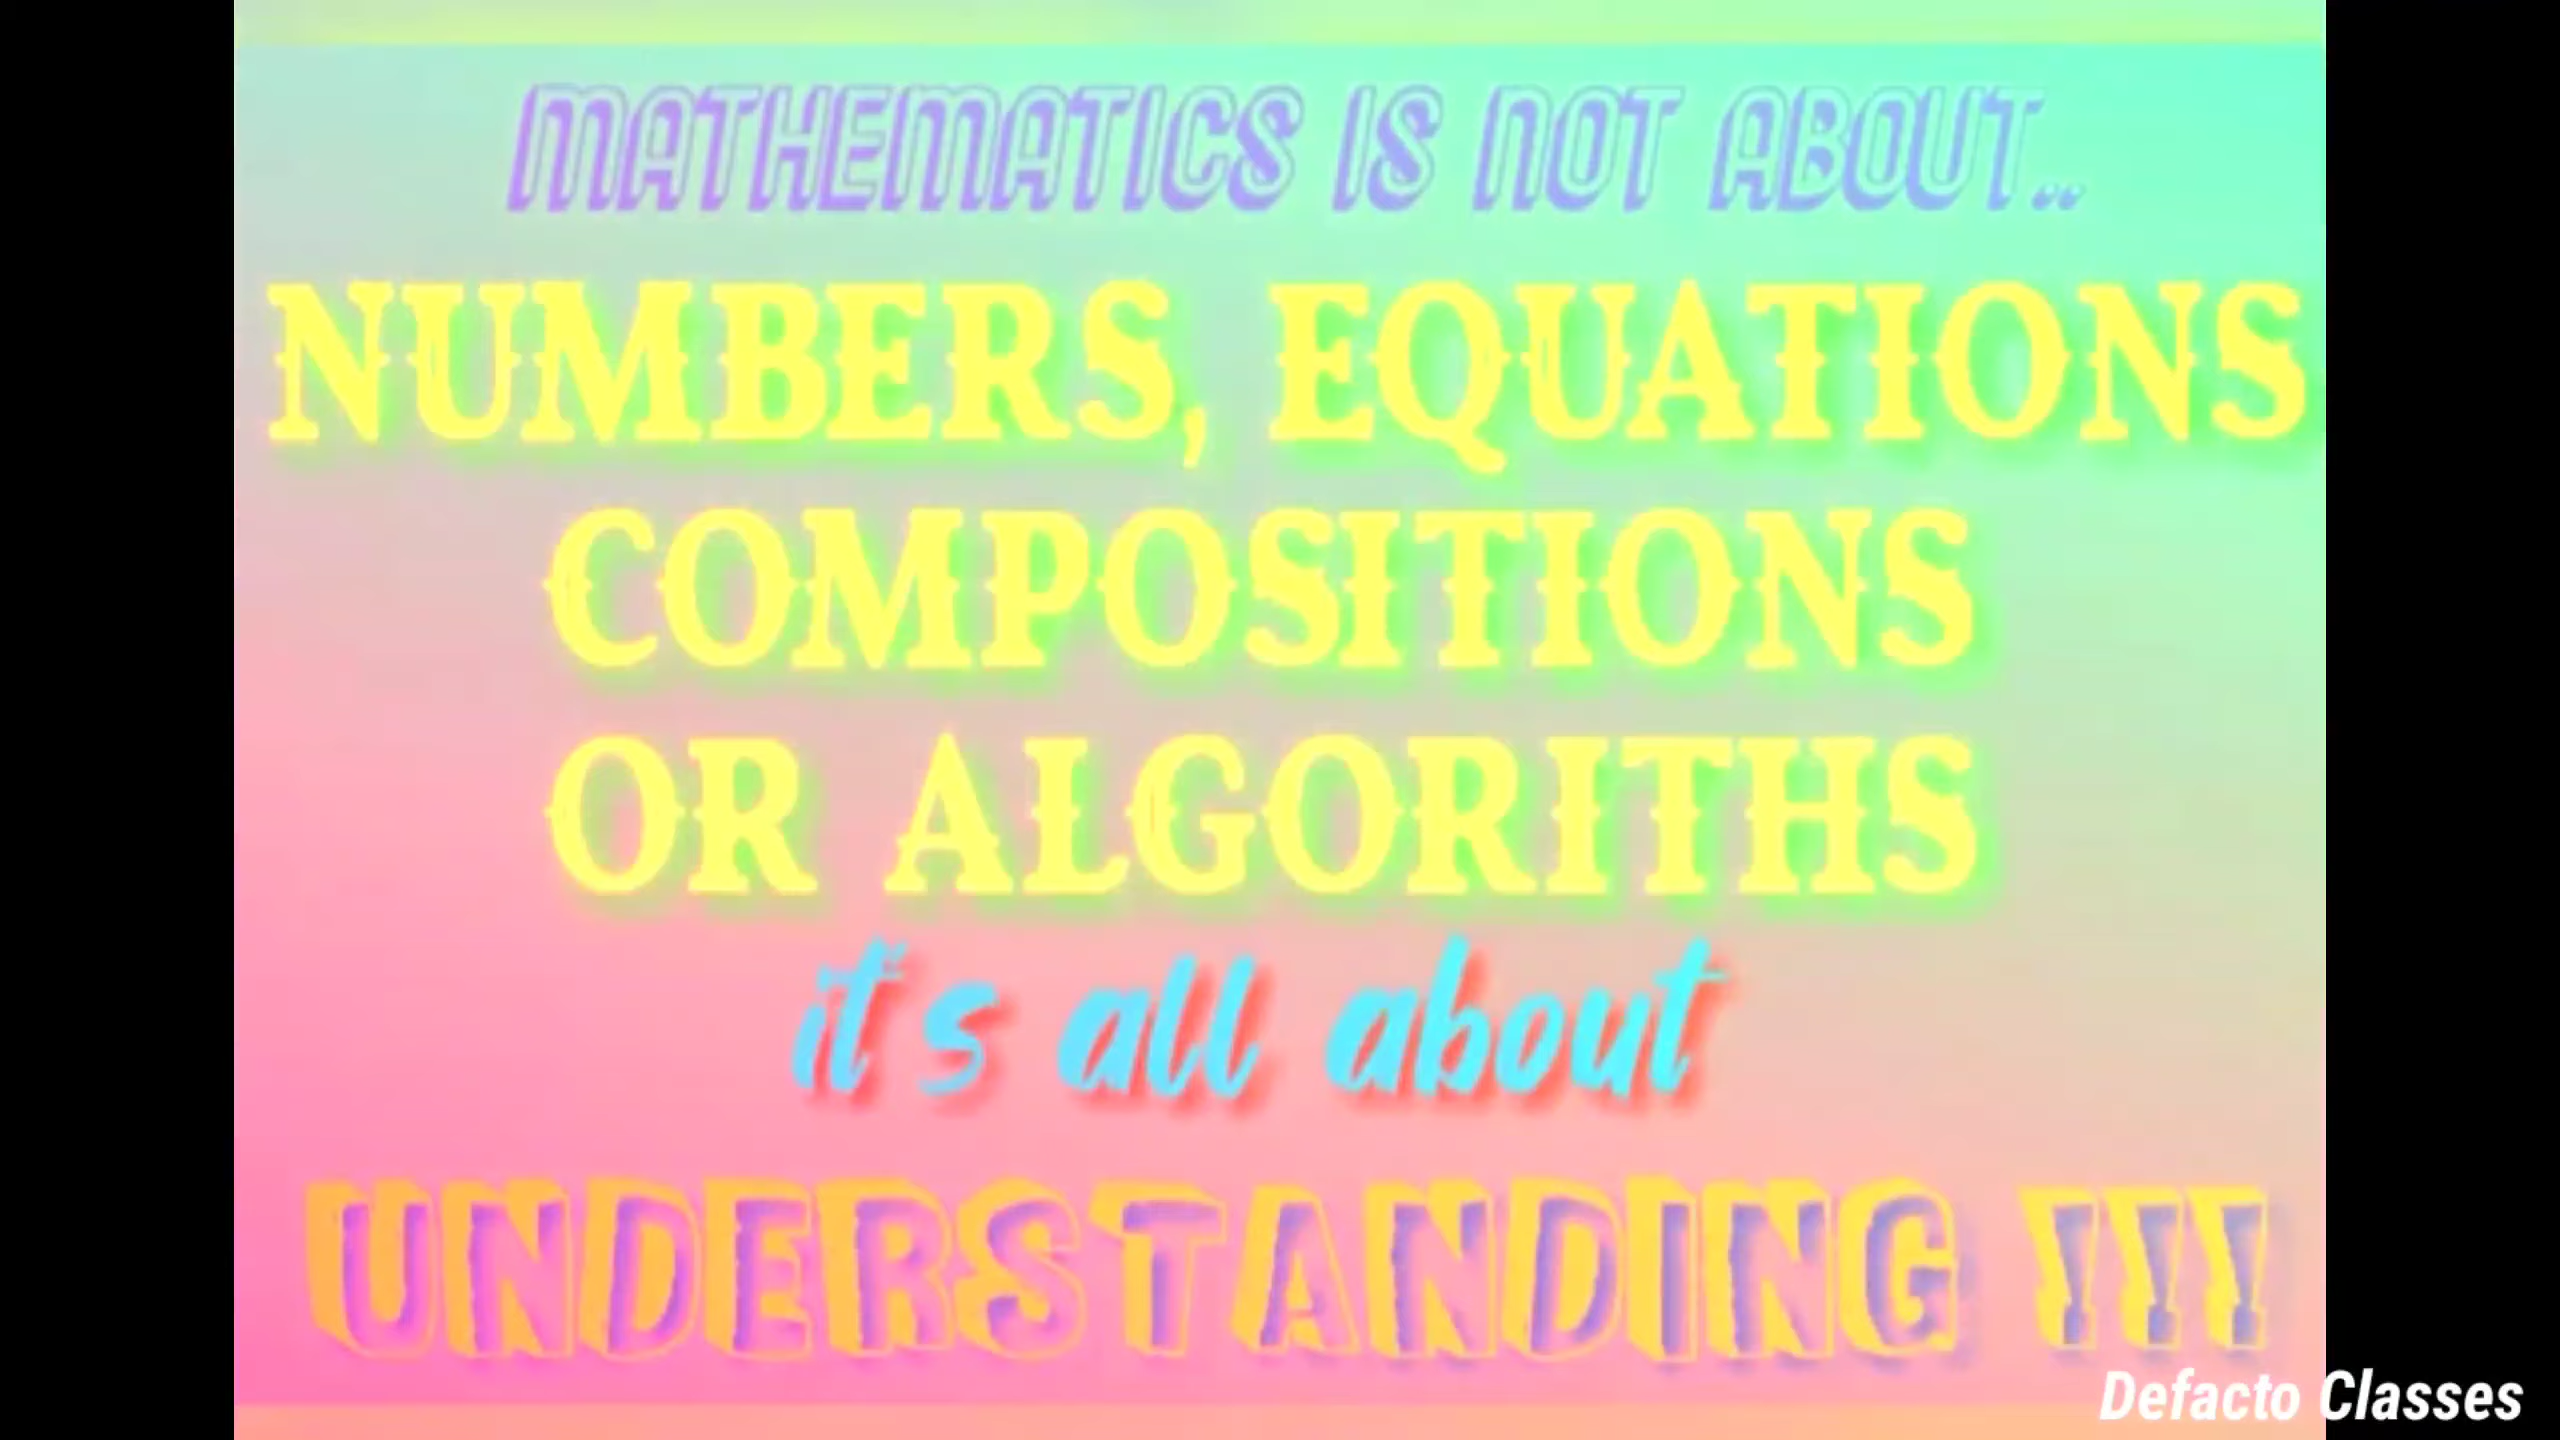 MATHEMATICS IS NOT ABOUT..
NUMBERS, EQUATIONS
COMPOSITIONS
OR ALGORITHS
it's all about
UNDERSTANDING !!!
Defacto Classes